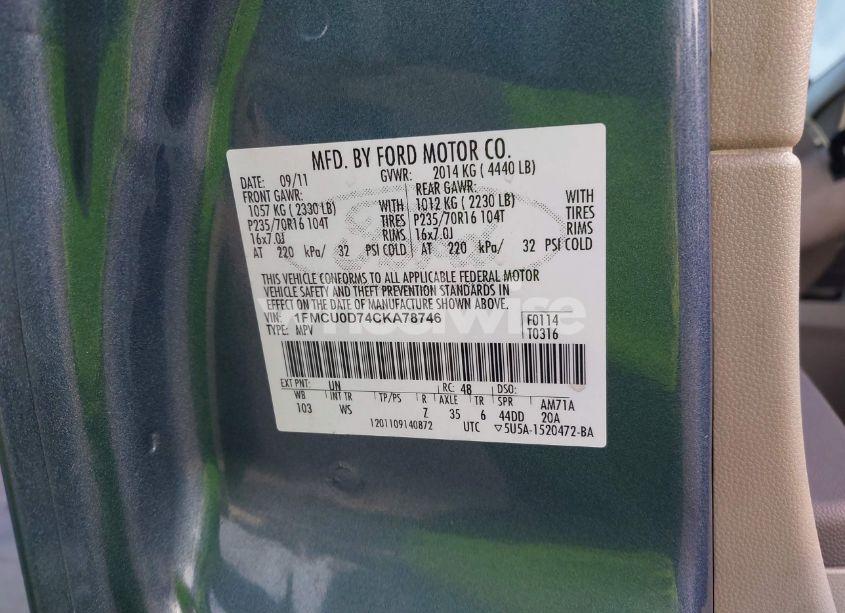 MFD. BY FORD MOTOR CO.
DATE: 09/11 GVWR: 2014 KG ( 4440 LB)
FRONT GAWR: REAR GAWR:
1057 KG ( 2330 LB) WITH 1012 KG ( 2230 LB) WITH
P235/70R16 104T TIRES P235/70R16 104T TIRES
16x7.0J RIMS 16x7.0J RIMS
AT 220 kPa/ 32 PSI COLD AT 220 kPa/ 32 PSI COLD
THIS VEHICLE CONFORMS TO ALL APPLICABLE FEDERAL MOTOR
VEHICLE SAFETY AND THEFT PREVENTION STANDARDS IN
EFFECT ON THE DATE OF MANUFACTURE SHOWN ABOVE.
VIN: 1FMCU0D74CKA78746 F0114
TYPE: MPV T0316
EXT PNT: UN RC: 48 DSO:
WB INT TR TP/PS R AXLE TR SPR AM71A
103 WS Z 35 6 44DD 20A
1201109140872 UTC ▽5U5A-1520472-BA